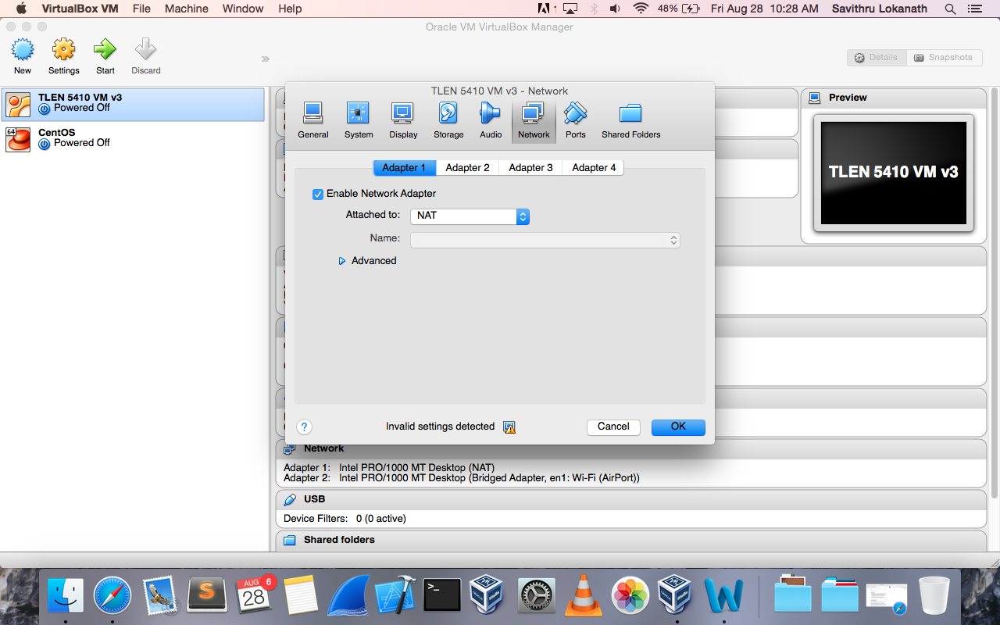 VirtualBox VM File Machine Window Help 1 48% Fri Aug 28 10:28 AM Savithru Lokanath
Oracle VM VirtualBox Manager
New Settings Start Discard » Details Snapshots
TLEN 5410 VM v3
Powered Off
64
CentOS
Powered Off
TLEN 5410 VM v3 - Network
General System Display Storage Audio Network Ports Shared Folders
Adapter 1 Adapter 2 Adapter 3 Adapter 4
Enable Network Adapter
Attached to: NAT
Name:
Advanced
? Invalid settings detected Cancel OK
Preview
TLEN 5410 VM v3
Network
Adapter 1: Intel PRO/1000 MT Desktop (NAT)
Adapter 2: Intel PRO/1000 MT Desktop (Bridged Adapter, en1: Wi-Fi (AirPort))
USB
Device Filters: 0 (0 active)
Shared folders
S AUG 28 6 >_ W